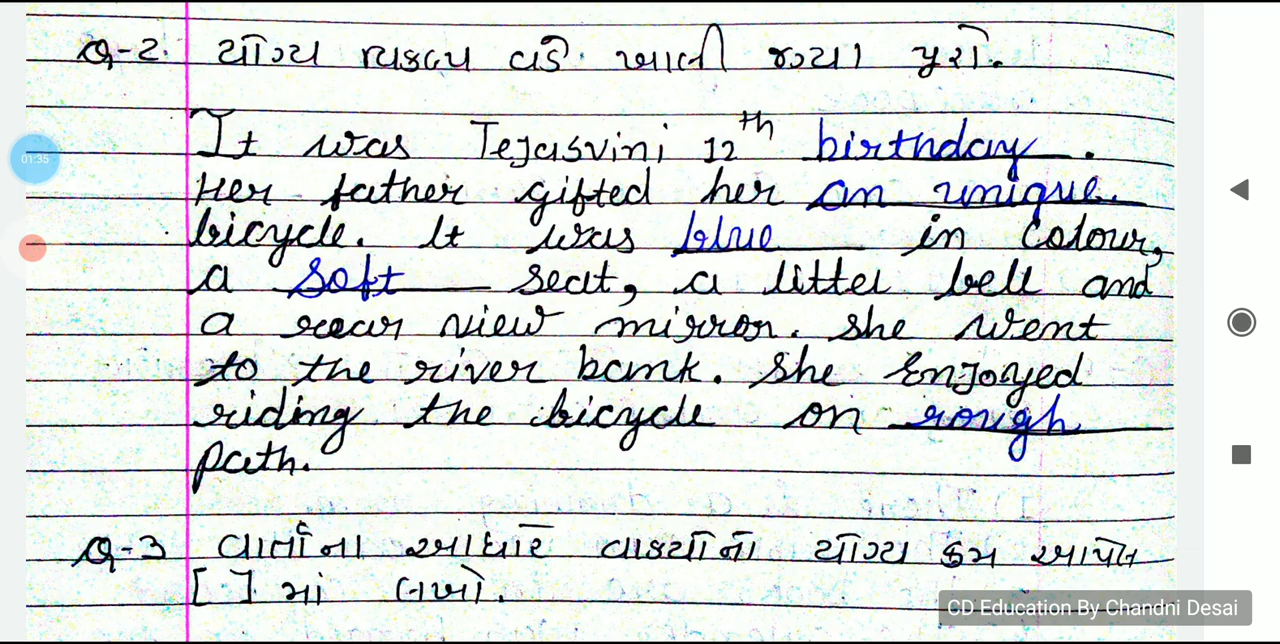 Q-2. યોગ્ય વિકલ્પ વડે ખાલી જગ્યા પુરો.
It was Tejasvini 12th birthday.
Her father gifted her an unique
bicycle. It was blue in colour,
a soft seat, a littel bell and
a rear view mirror. She went
to the river bank. She Enjoyed
riding the bicycle on rough
path.
Q-3 વાર્તાના આધારે વાક્યોનો યોગ્ય ક્રમ આપેલ
[ ] માં લખો.
01:35
CD Education By Chandni Desai